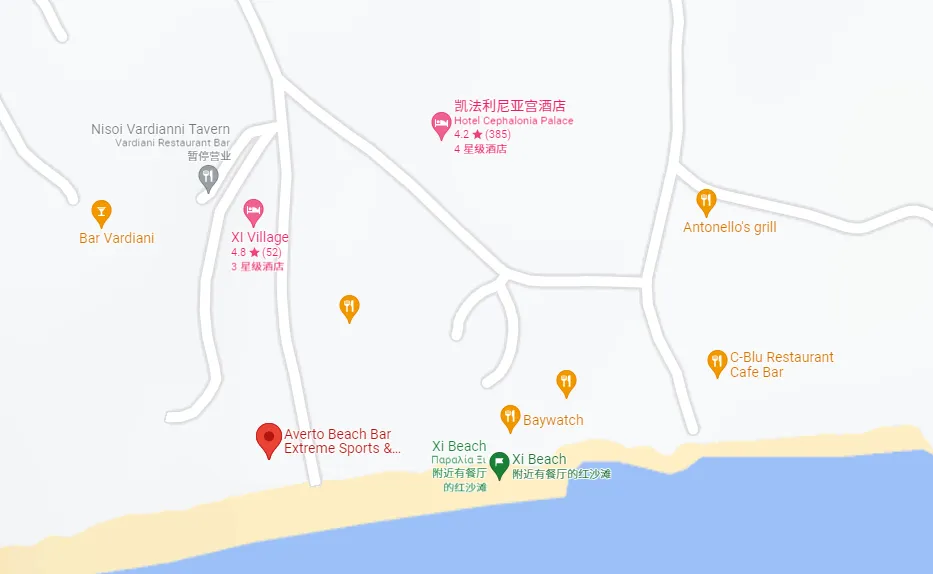 凯法利尼亚宫酒店
Hotel Cephalonia Palace
4.2 ★ (385)
4 星级酒店
Nisoi Vardianni Tavern
Vardiani Restaurant Bar
暂停营业
Bar Vardiani
XI Village
4.8 ★ (52)
3 星级酒店
Antonello's grill
C-Blu Restaurant
Cafe Bar
Baywatch
Averto Beach Bar
Extreme Sports &...
Xi Beach
Παραλία Ξι
附近有餐厅
的红沙滩
Xi Beach
附近有餐厅的红沙滩